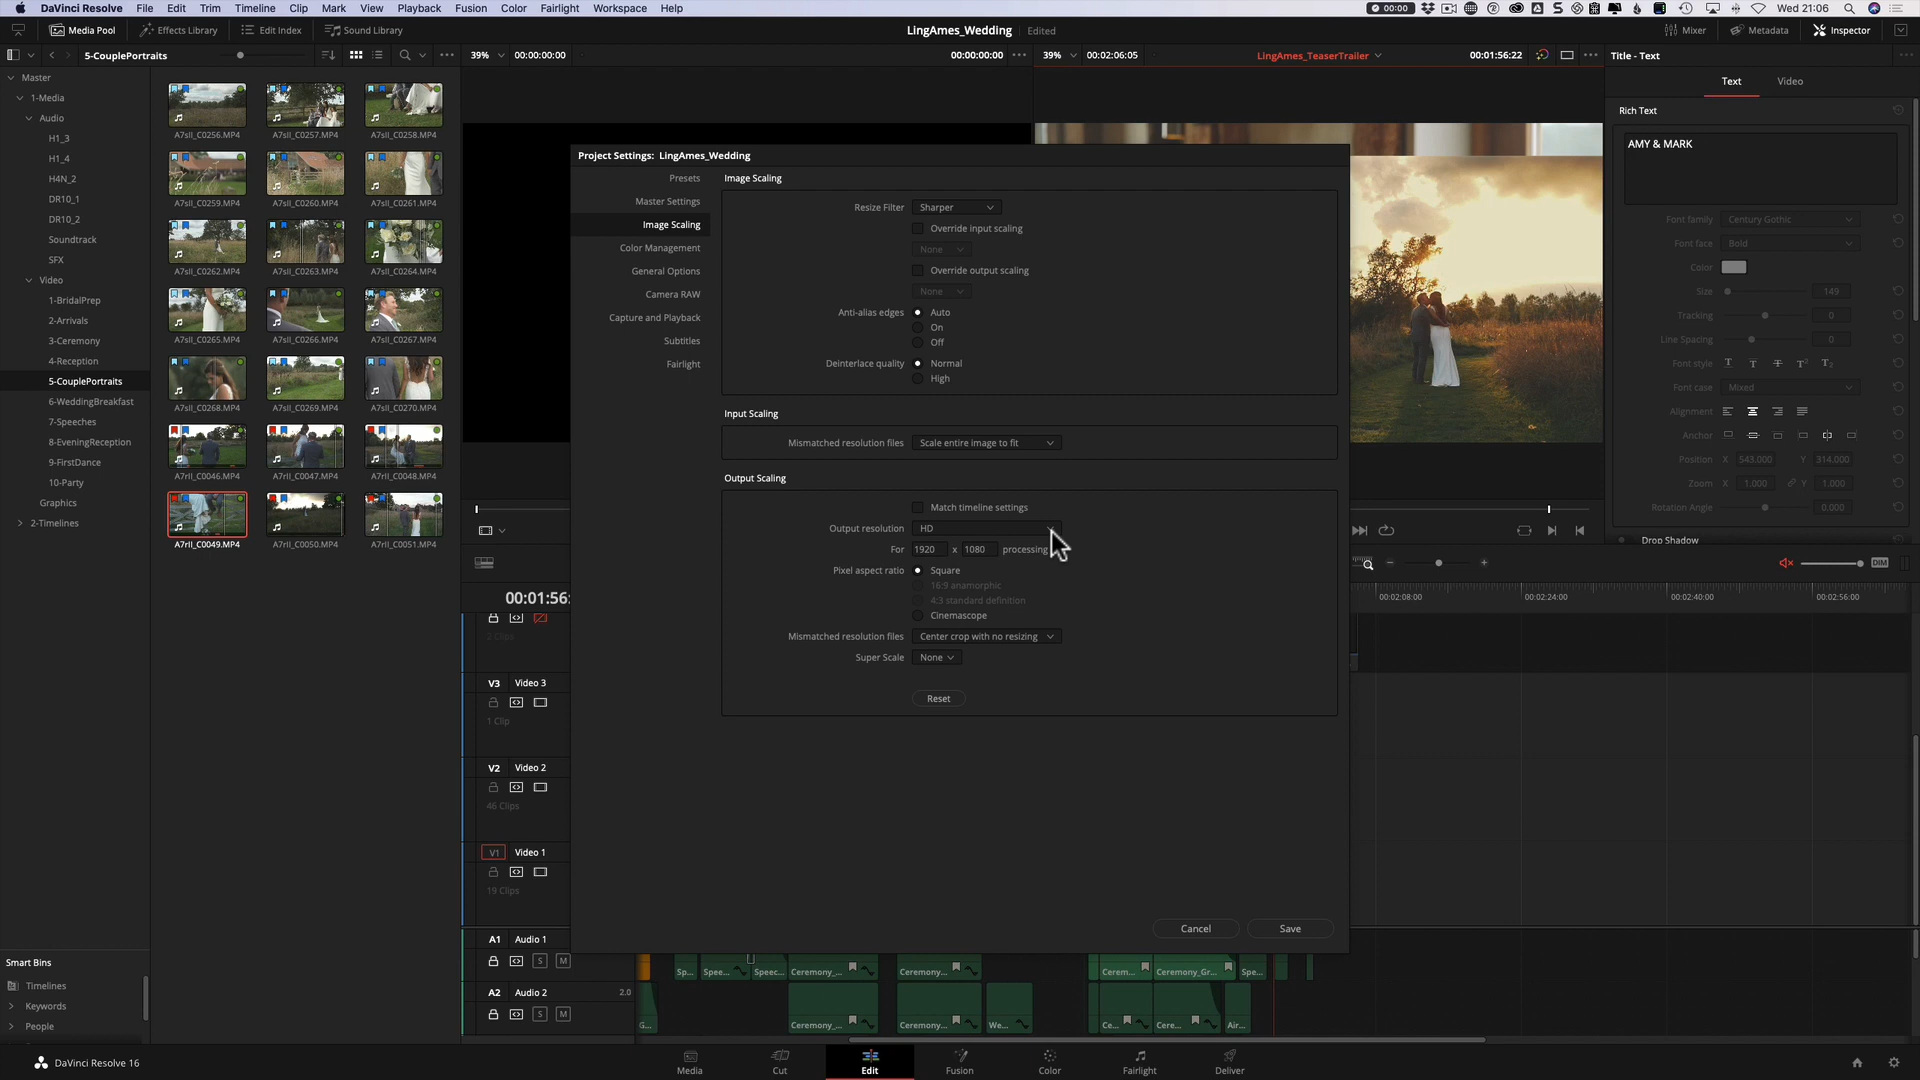 DaVinci Resolve File Edit Trim Timeline Clip Mark View Playback Fusion Color Fairlight Workspace Help 00:00 Wed 21:06
Media Pool Effects Library Edit Index Sound Library LingAmes_Wedding Edited Mixer Metadata Inspector
5-CouplePortraits 39% 00:00:00:00 00:00:00:00 39% 00:02:06:05 LingAmes_TeaserTrailer 00:01:56:22 Title - Text
Master
1-Media
Audio
H1_3
H1_4
H4N_2
DR10_1
DR10_2
Soundtrack
SFX
Video
1-BridalPrep
2-Arrivals
3-Ceremony
4-Reception
5-CouplePortraits
6-WeddingBreakfast
7-Speeches
8-EveningReception
9-FirstDance
10-Party
Graphics
2-Timelines
Smart Bins
Timelines
Keywords
People
A7sII_C0256.MP4 A7sII_C0257.MP4 A7sII_C0258.MP4
A7sII_C0259.MP4 A7sII_C0260.MP4 A7sII_C0261.MP4
A7sII_C0262.MP4 A7sII_C0263.MP4 A7sII_C0264.MP4
A7sII_C0265.MP4 A7sII_C0266.MP4 A7sII_C0267.MP4
A7sII_C0268.MP4 A7sII_C0269.MP4 A7sII_C0270.MP4
A7rII_C0046.MP4 A7rII_C0047.MP4 A7rII_C0048.MP4
A7rII_C0049.MP4 A7rII_C0050.MP4 A7rII_C0051.MP4
Project Settings: LingAmes_Wedding
Presets
Master Settings
Image Scaling
Color Management
General Options
Camera RAW
Capture and Playback
Subtitles
Fairlight
Image Scaling
Resize Filter Sharper
Override input scaling
None
Override output scaling
None
Anti-alias edges Auto
On
Off
Deinterlace quality Normal
High
Input Scaling
Mismatched resolution files Scale entire image to fit
Output Scaling
Match timeline settings
Output resolution HD
For 1920 x 1080 processing
Pixel aspect ratio Square
16:9 anamorphic
4:3 standard definition
Cinemascope
Mismatched resolution files Center crop with no resizing
Super Scale None
Reset
Cancel Save
Text Video
Rich Text
AMY & MARK
Font family Century Gothic
Font face Bold
Color
Size 149
Tracking 0
Line Spacing 0
Font style T T T T² T₂
Font case Mixed
Alignment
Anchor
Position X 543.000 Y 314.000
Zoom X 1.000 Y 1.000
Rotation Angle 0.000
Drop Shadow
DIM
00:01:56:
00:02:08:00 00:02:24:00 00:02:40:00 00:02:56:00
2 Clips
V3 Video 3
1 Clip
V2 Video 2
46 Clips
V1 Video 1
19 Clips
A1 Audio 1
S M
Sp... Spee... Speec... Ceremony_... Ceremony_... Cerem... Ceremony_Gr... Spe...
A2 Audio 2 2.0
S M
G... Ceremony_... Ceremony... We... Ce... Cere... Air...
DaVinci Resolve 16 Media Cut Edit Fusion Color Fairlight Deliver